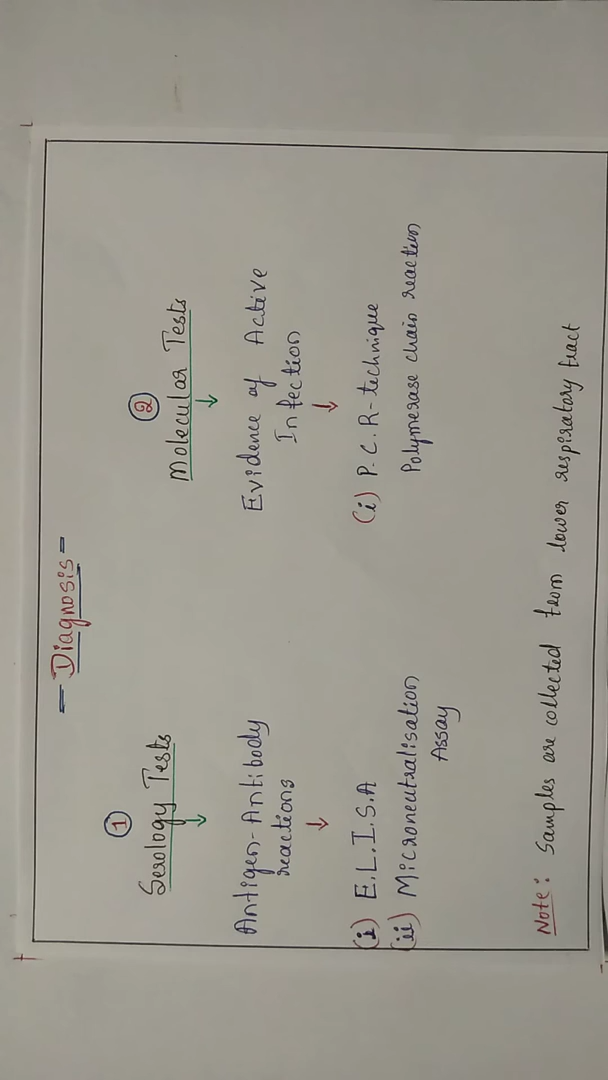 - Diagnosis -
1
Serology Tests
Antigen-Antibody
reactions
(i) E.L.I.S.A
(ii) Microneutralisation
Assay
2
Molecular Tests
Evidence of Active
Infection
(i) P.C.R-technique
Polymerase chain reaction
Note: Samples are collected from lower respiratory tract